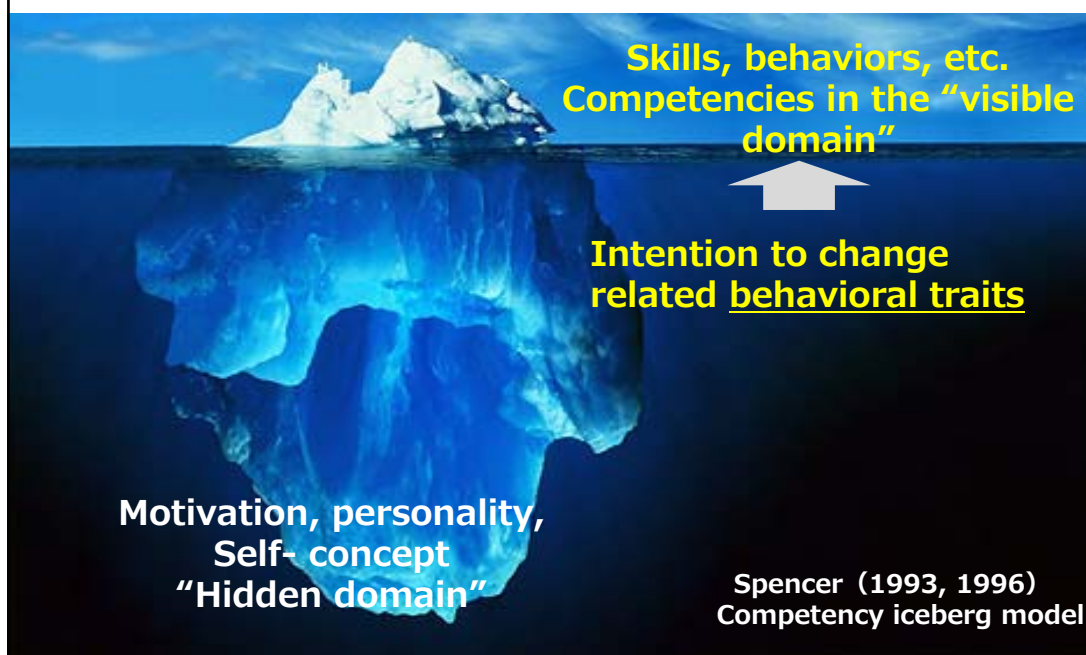 Skills, behaviors, etc.
Competencies in the “visible
domain”
Intention to change
related behavioral traits
Motivation, personality,
Self- concept
“Hidden domain”
Spencer（1993, 1996）
Competency iceberg model